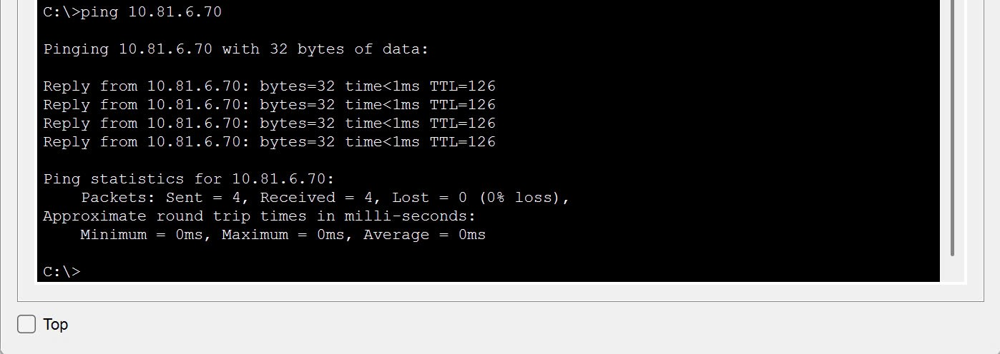 C:\>ping 10.81.6.70
Pinging 10.81.6.70 with 32 bytes of data:
Reply from 10.81.6.70: bytes=32 time<1ms TTL=126
Reply from 10.81.6.70: bytes=32 time<1ms TTL=126
Reply from 10.81.6.70: bytes=32 time<1ms TTL=126
Reply from 10.81.6.70: bytes=32 time<1ms TTL=126
Ping statistics for 10.81.6.70:
    Packets: Sent = 4, Received = 4, Lost = 0 (0% loss),
Approximate round trip times in milli-seconds:
    Minimum = 0ms, Maximum = 0ms, Average = 0ms
C:\>
Top